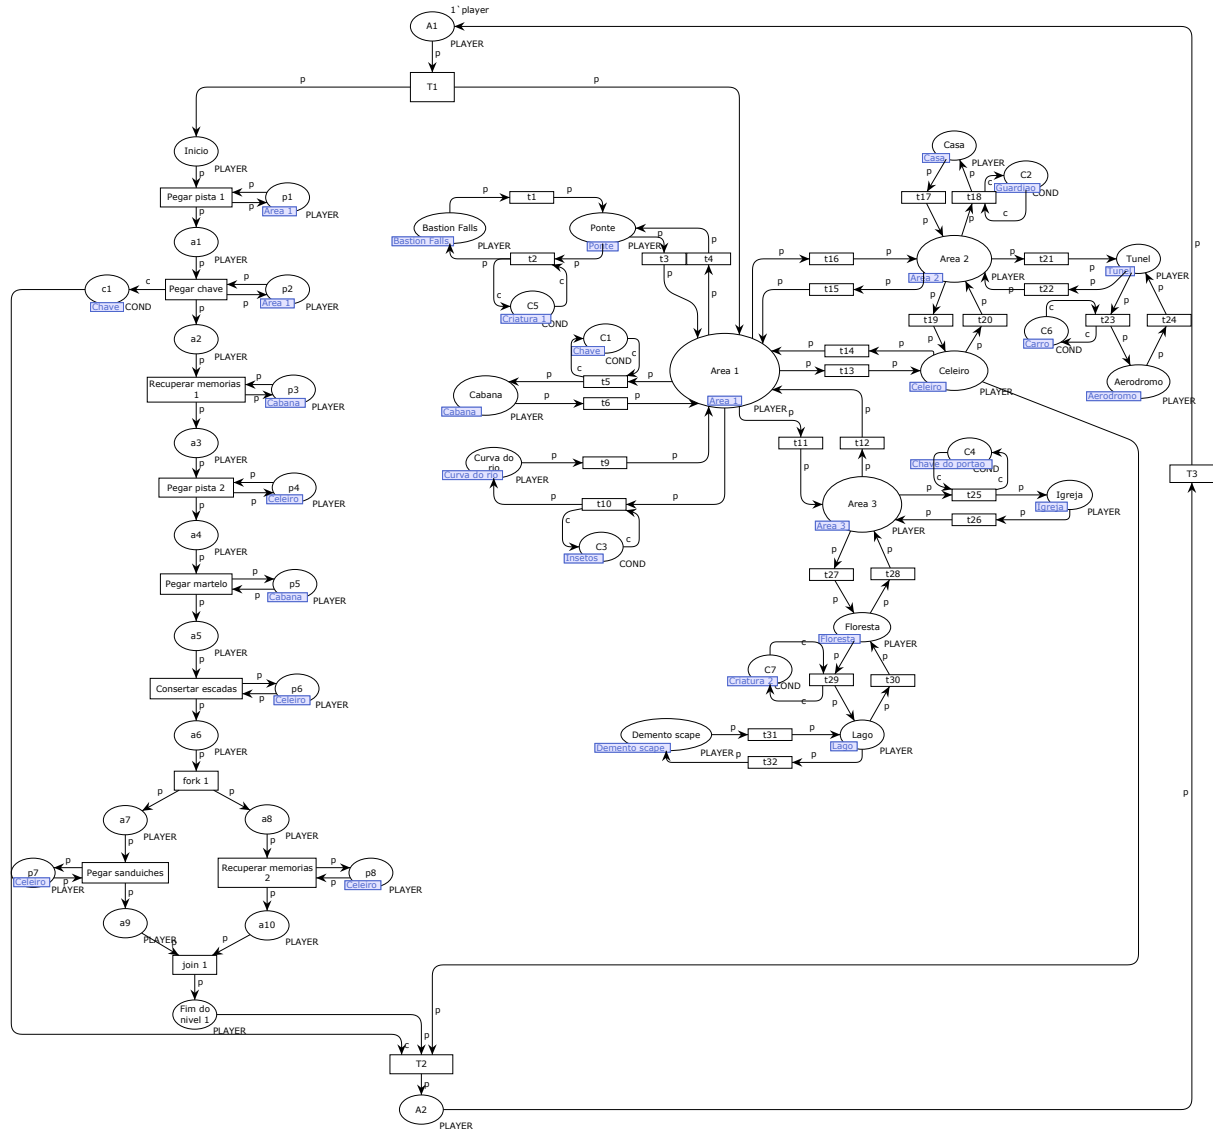 1`player
A1
PLAYER
p
T1
p
p
Inicio
PLAYER
p
Pegar pista 1
p
p
p1
Area 1
PLAYER
p
a1
PLAYER
p
c1
Chave
COND
c
Pegar chave
p
p
p2
Area 1
PLAYER
p
a2
PLAYER
p
Recuperar memorias
1
p
p
p3
Cabana
PLAYER
p
a3
PLAYER
p
Pegar pista 2
p
p
p4
Celeiro
PLAYER
p
a4
PLAYER
p
Pegar martelo
p
p
p5
Cabana
PLAYER
p
a5
PLAYER
p
Consertar escadas
p
p
p6
Celeiro
PLAYER
p
a6
PLAYER
p
fork 1
p
p
a7
PLAYER
a8
PLAYER
p
p
p7
Celeiro
PLAYER
p
p
Pegar sanduiches
Recuperar memorias
2
p
p
p8
Celeiro
PLAYER
p
p
a9
PLAYER
a10
PLAYER
p
p
join 1
p
Fim do
nivel 1
PLAYER
c
p
p
T2
p
A2
PLAYER
p
t1
p
Bastion Falls
Bastion Falls
PLAYER
Ponte
Ponte
PLAYER
p
t2
p
c
c
C5
Criatura 1
COND
p
t3
p
p
t4
p
C1
Chave
COND
c
c
p
t5
p
Cabana
Cabana
PLAYER
p
t6
p
Area 1
Area 1
PLAYER
Curva do
rio
Curva do rio
PLAYER
p
t9
p
p
t10
p
c
c
C3
Insetos
COND
Casa
Casa
PLAYER
p
t17
p
p
t18
p
c
c
C2
Guardiao
COND
p
t16
p
p
t15
p
Area 2
Area 2
PLAYER
p
t21
p
Tunel
Tunel
PLAYER
p
t22
p
p
t19
p
p
t20
p
C6
Carro
COND
c
c
p
t23
p
p
t24
p
Aerodromo
Aerodromo
PLAYER
p
t14
p
p
t13
p
Celeiro
Celeiro
PLAYER
p
t11
p
p
t12
p
C4
Chave do portao
COND
c
c
Area 3
Area 3
PLAYER
p
t25
p
Igreja
Igreja
PLAYER
p
t26
p
p
t27
p
p
t28
p
Floresta
Floresta
PLAYER
C7
Criatura 2
COND
c
c
p
t29
p
p
t30
p
Demento scape
Demento scape
PLAYER
p
t31
p
p
t32
p
Lago
Lago
PLAYER
p
T3
p